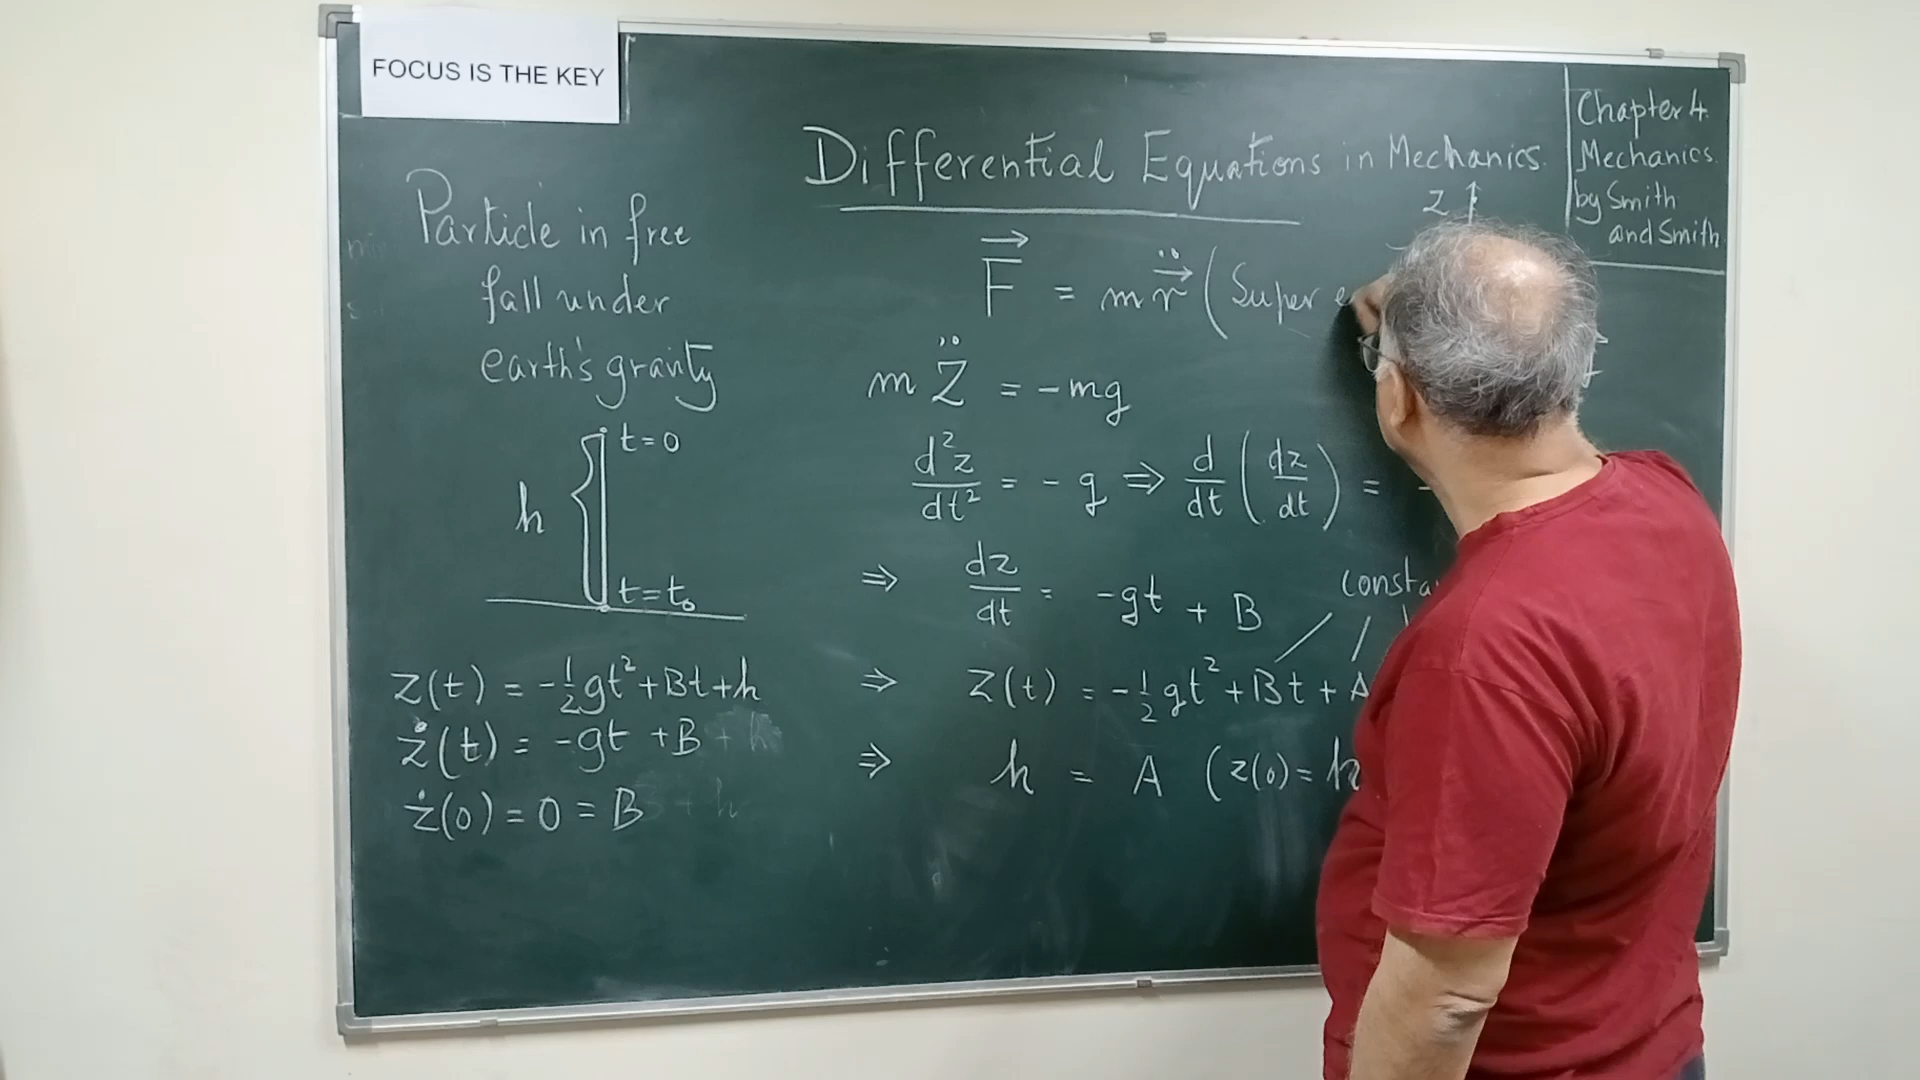 FOCUS IS THE KEY
Differential Equations in Mechanics
Chapter 4
Mechanics
by Smith
and Smith
Particle in free
fall under
earth's gravity
t=0
h
t=t₀
z(t) = -½gt²+Bt+h
ż(t) = -gt +B
ż(0) = 0 = B
z
F⃗ = m r⃗̈ (Super
m z̈ = -mg
d²z/dt² = - g ⇒ d/dt (dz/dt) = -
⇒ dz/dt = -gt + B
⇒ z(t) = -½gt²+Bt + A
⇒ h = A (z(0)= h